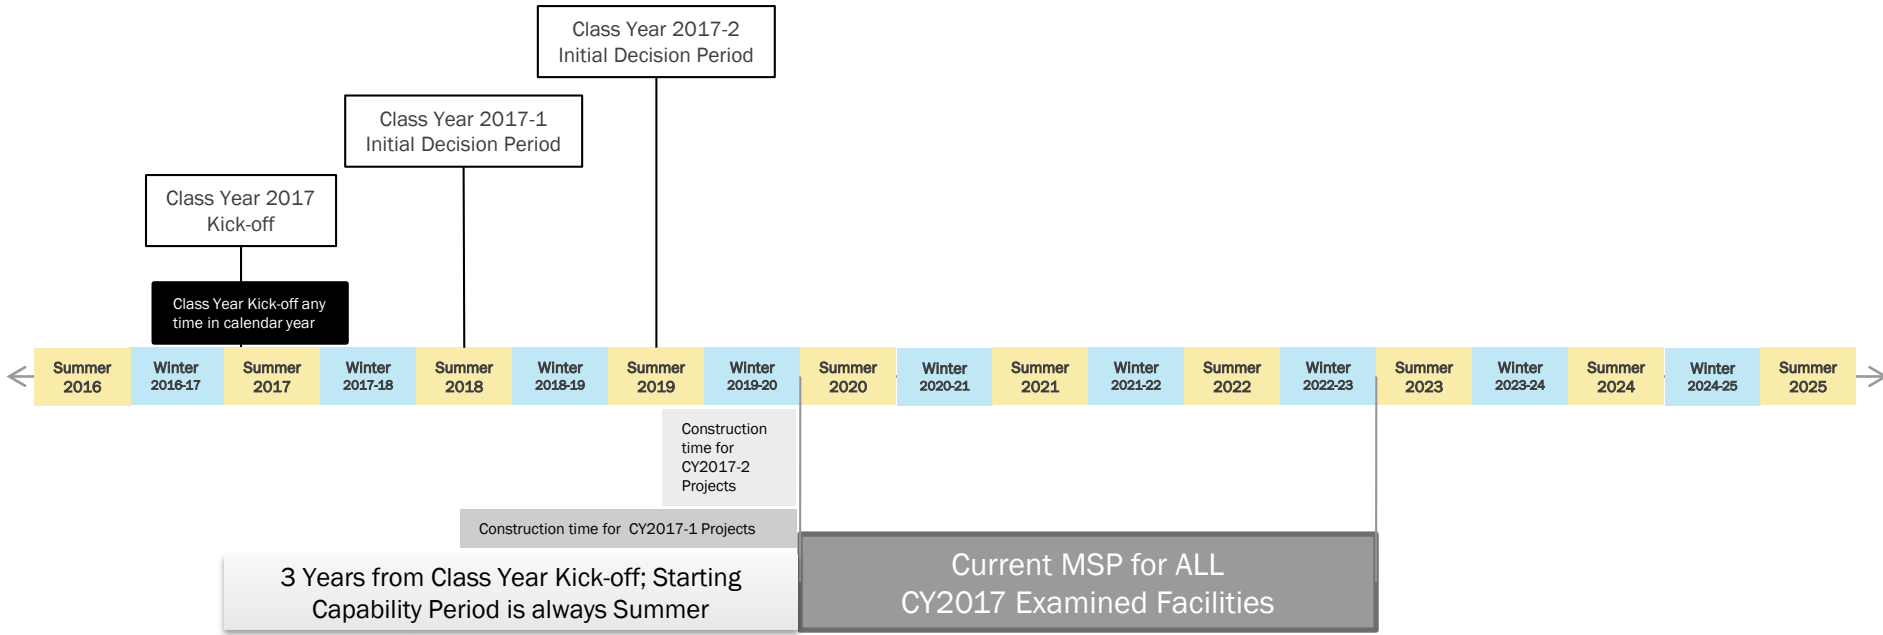 Class Year 2017-2
Initial Decision Period
Class Year 2017-1
Initial Decision Period
Class Year 2017
Kick-off
Class Year Kick-off any
time in calendar year
Summer
2016
Winter
2016-17
Summer
2017
Winter
2017-18
Summer
2018
Winter
2018-19
Summer
2019
Winter
2019-20
Summer
2020
Winter
2020-21
Summer
2021
Winter
2021-22
Summer
2022
Winter
2022-23
Summer
2023
Winter
2023-24
Summer
2024
Winter
2024-25
Summer
2025
Construction
time for
CY2017-2
Projects
Construction time for CY2017-1 Projects
3 Years from Class Year Kick-off; Starting
Capability Period is always Summer
Current MSP for ALL
CY2017 Examined Facilities